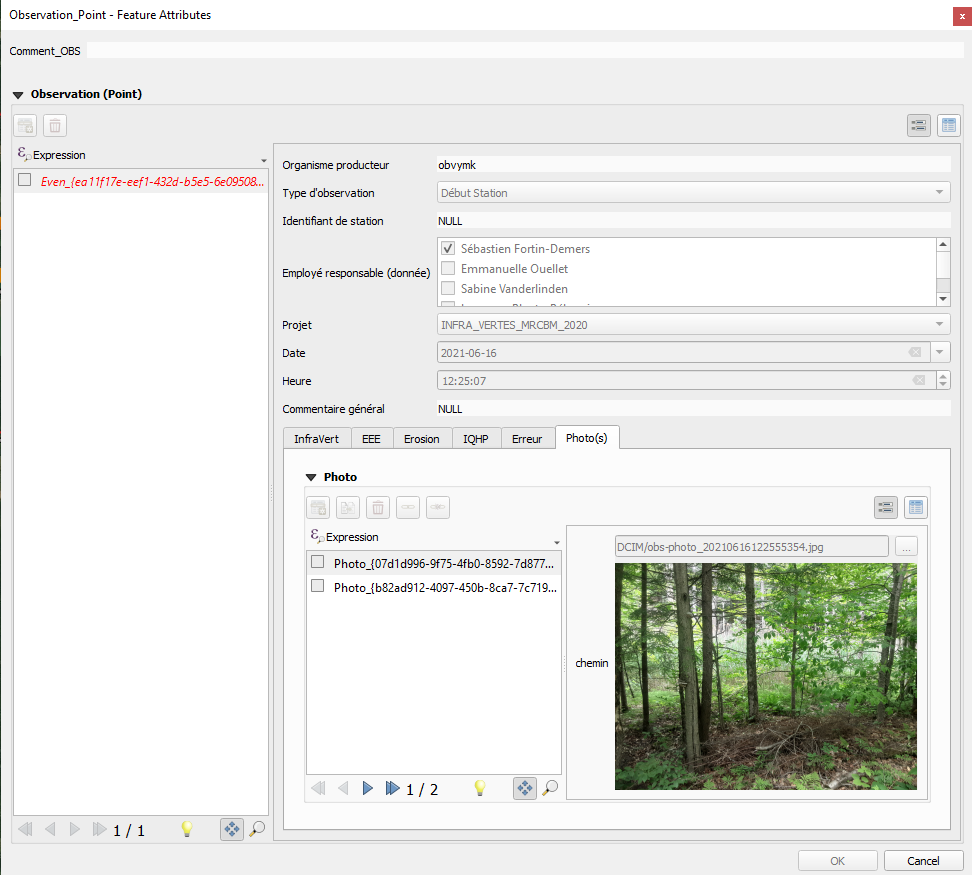 Observation_Point - Feature Attributes
Comment_OBS
Observation (Point)
Expression
Even_{ea11f17e-eef1-432d-b5e5-6e09508...
Organisme producteur obvymk
Type d'observation Début Station
Identifiant de station NULL
Employé responsable (donnée)
Sébastien Fortin-Demers
Emmanuelle Ouellet
Sabine Vanderlinden
Projet INFRA_VERTES_MRCBM_2020
Date 2021-06-16
Heure 12:25:07
Commentaire général NULL
InfraVert EEE Erosion IQHP Erreur Photo(s)
Photo
Expression
Photo_{07d1d996-9f75-4fb0-8592-7d877...
Photo_{b82ad912-4097-450b-8ca7-7c719...
DCIM/obs-photo_20210616122555354.jpg ...
chemin
1 / 2
1 / 1
OK Cancel